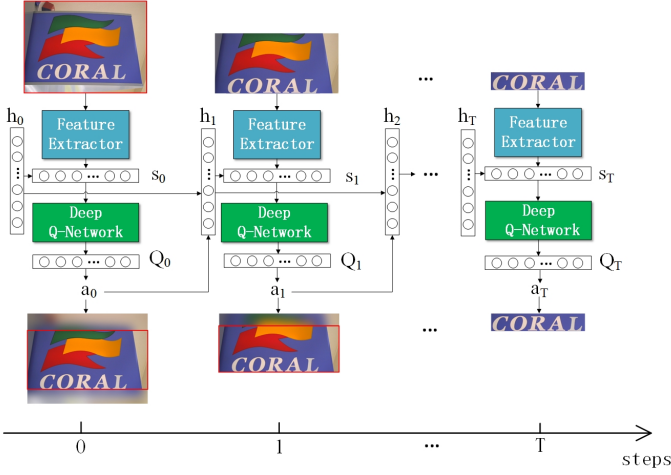 CORAL
CORAL
...
CORAL
h0
h1
h2
hT
Feature
Extractor
Feature
Extractor
Feature
Extractor
...
s0
...
s1
...
...
sT
Deep
Q-Network
Deep
Q-Network
Deep
Q-Network
...
Q0
...
Q1
...
QT
a0
a1
aT
CORAL
CORAL
...
CORAL
0
1
...
T
steps